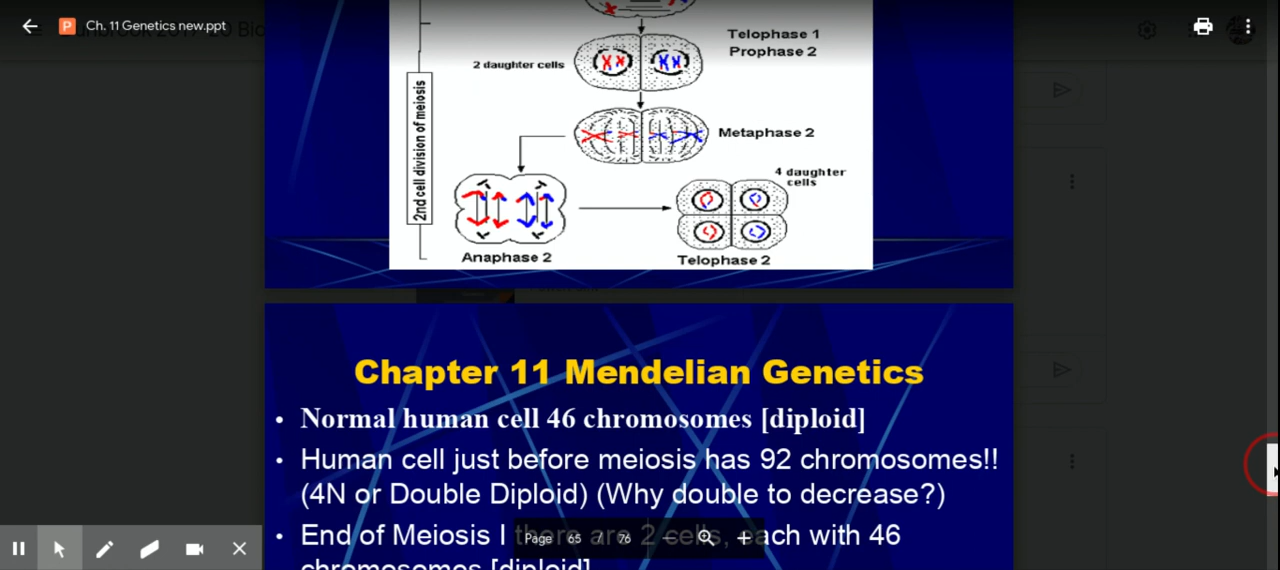 Ch. 11 Genetics new.ppt
Telophase 1
Prophase 2
2 daughter cells
2nd cell division of meiosis
Metaphase 2
4 daughter
cells
Anaphase 2
Telophase 2
Chapter 11 Mendelian Genetics
• Normal human cell 46 chromosomes [diploid]
• Human cell just before meiosis has 92 chromosomes!!
(4N or Double Diploid) (Why double to decrease?)
• End of Meiosis I there are 2 cells, each with 46
chromosomes [diploid]
Page 65 / 76